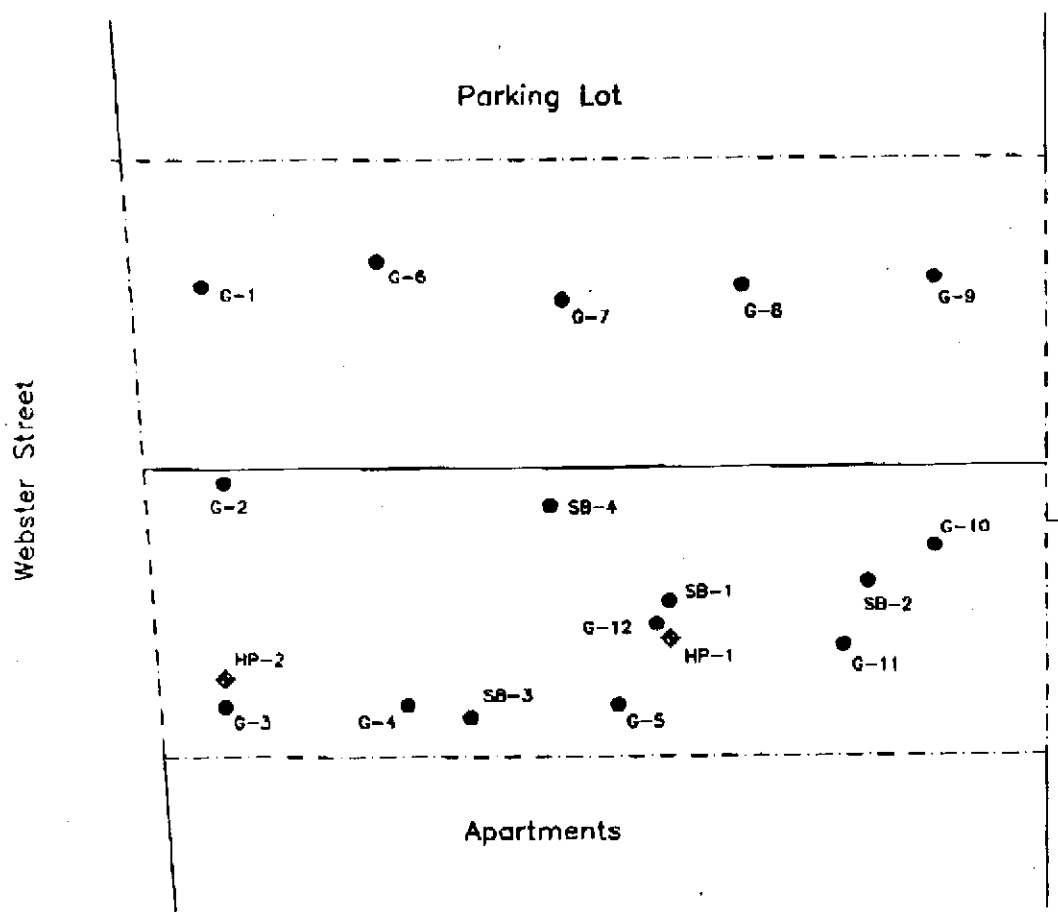 Parking Lot
G-1
G-6
G-7
G-8
G-9
Webster Street
G-2
SB-4
G-10
SB-1
SB-2
G-12
HP-1
G-11
HP-2
SB-3
G-3
G-4
G-5
Apartments